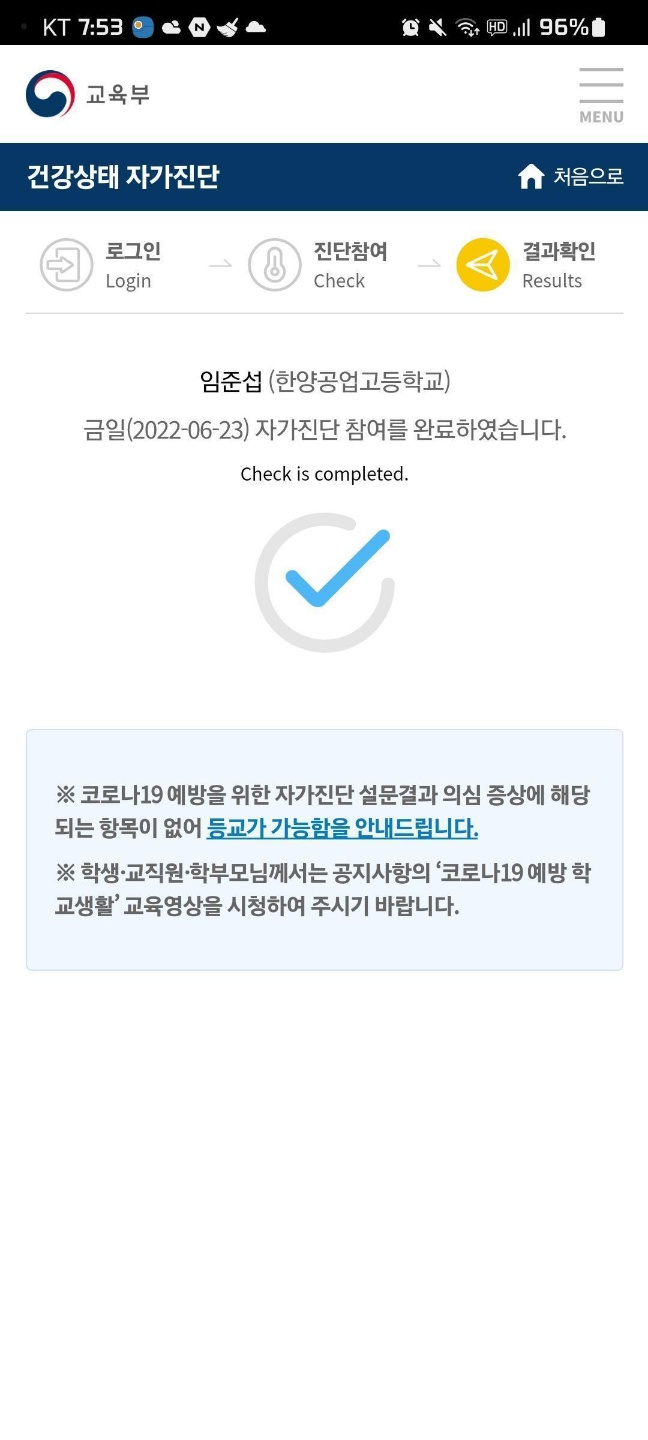 KT 7:53 N HD 96%
교육부
MENU
건강상태 자가진단 처음으로
로그인 진단참여 결과확인
Login Check Results
임준섭 (한양공업고등학교)
금일(2022-06-23) 자가진단 참여를 완료하였습니다.
Check is completed.
※ 코로나19 예방을 위한 자가진단 설문결과 의심 증상에 해당
되는 항목이 없어 등교가 가능함을 안내드립니다.
※ 학생·교직원·학부모님께서는 공지사항의 ‘코로나19 예방 학
교생활’ 교육영상을 시청하여 주시기 바랍니다.